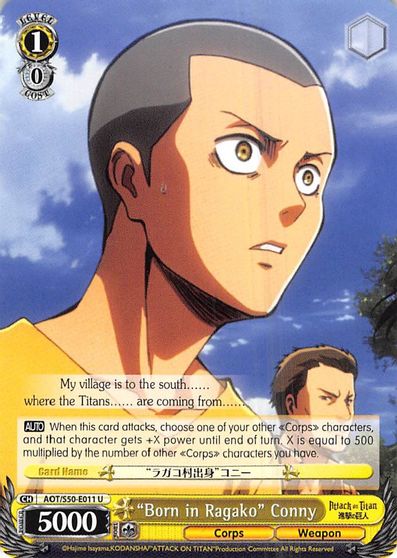 LEVEL
1
0
COST
My village is to the south……
where the Titans…… are coming from……
AUTO When this card attacks, choose one of your other «Corps» characters,
and that character gets +X power until end of turn. X is equal to 500
multiplied by the number of other «Corps» characters you have.
Card Name "ラガコ村出身"コニー
CH AOT/S50-E011 U
5000
"Born in Ragako" Conny
Attack on Titan
進撃の巨人
Corps Weapon
©Hajime Isayama,KODANSHA/"ATTACK ON TITAN"Production Committee All Rights Reserved.